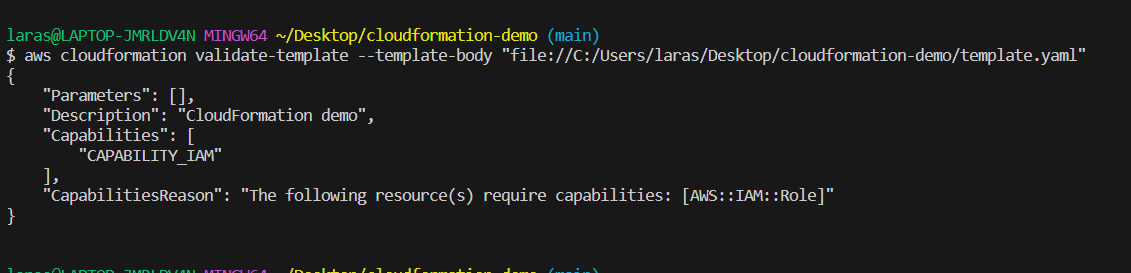 laras@LAPTOP-JMRLDV4N MINGW64 ~/Desktop/cloudformation-demo (main)
$ aws cloudformation validate-template --template-body "file://C:/Users/laras/Desktop/cloudformation-demo/template.yaml"
{
    "Parameters": [],
    "Description": "CloudFormation demo",
    "Capabilities": [
        "CAPABILITY_IAM"
    ],
    "CapabilitiesReason": "The following resource(s) require capabilities: [AWS::IAM::Role]"
}
laras@LAPTOP-JMRLDV4N MINGW64 ~/Desktop/cloudformation-demo (main)